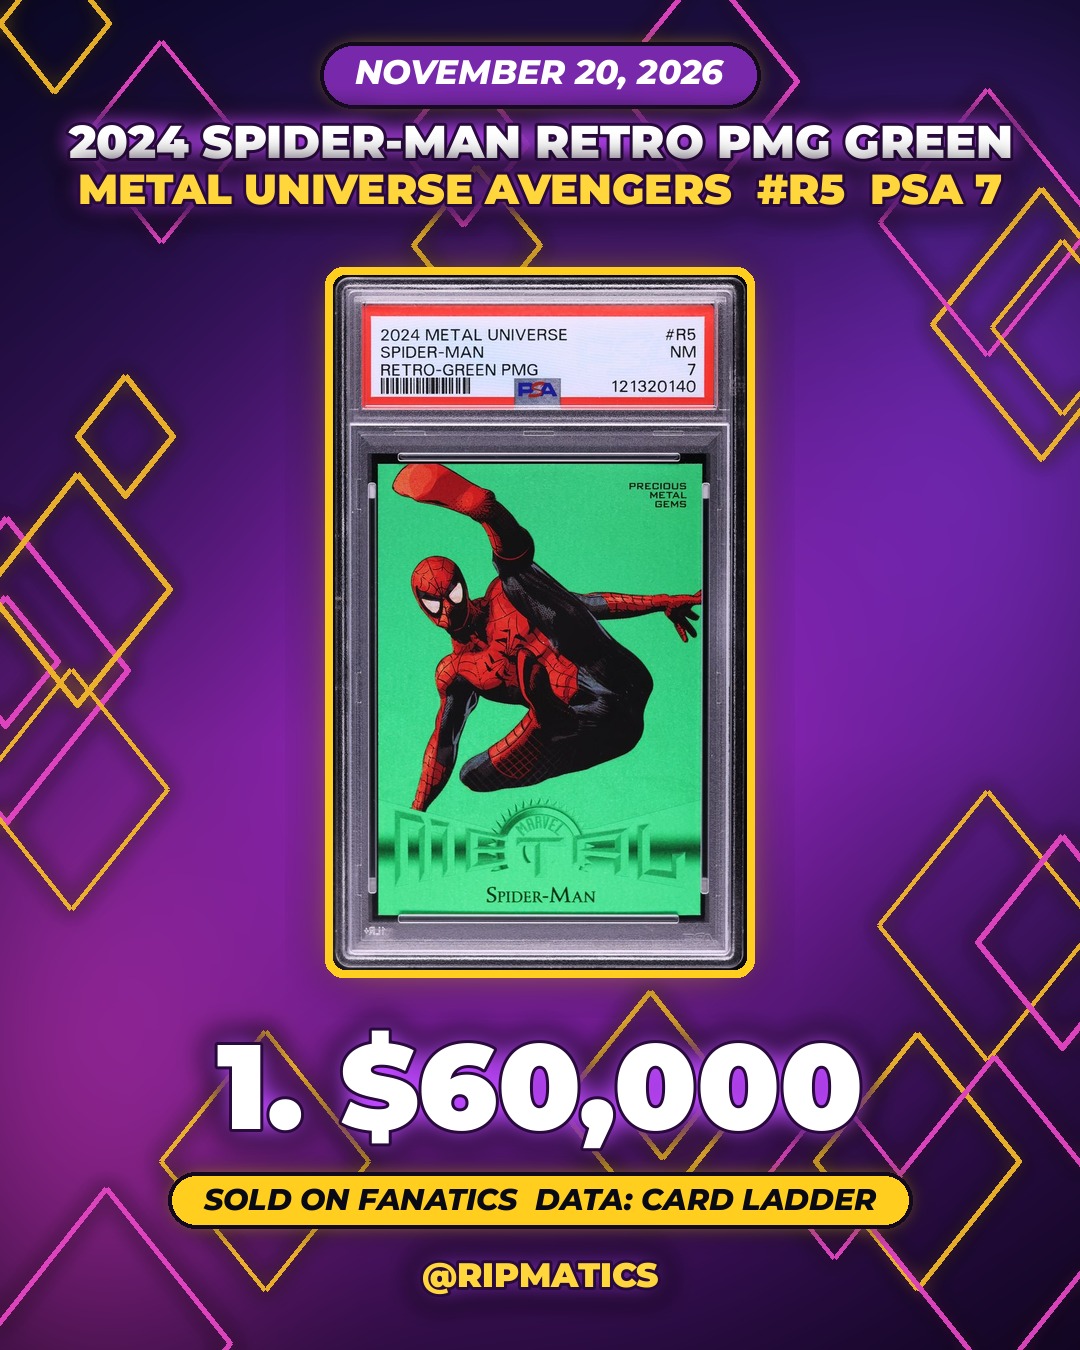 NOVEMBER 20, 2026
2024 SPIDER-MAN RETRO PMG GREEN
METAL UNIVERSE AVENGERS #R5 PSA 7
2024 METAL UNIVERSE #R5
SPIDER-MAN NM
RETRO-GREEN PMG 7
PSA 121320140
PRECIOUS
METAL
GEMS
MARVEL
METAL
SPIDER-MAN
1. $60,000
SOLD ON FANATICS DATA: CARD LADDER
@RIPMATICS